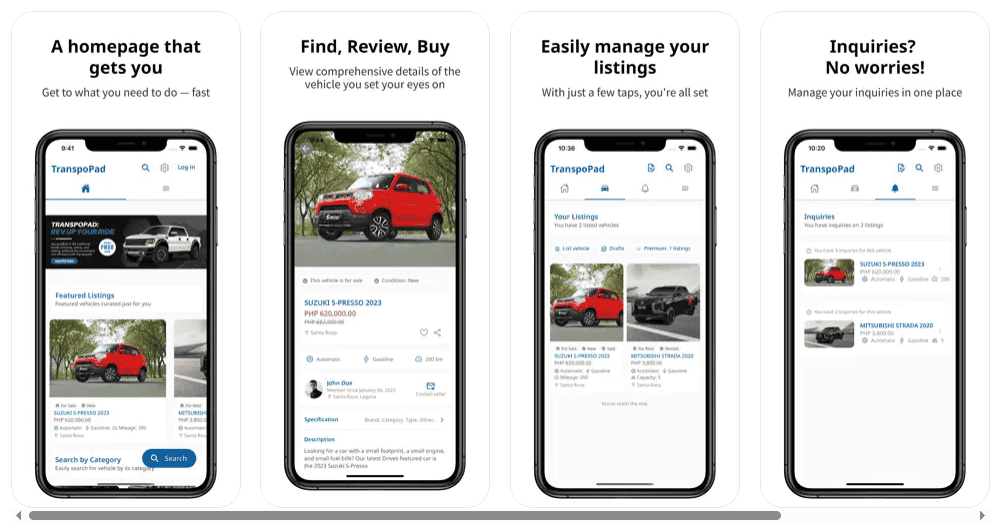 A homepage that
gets you
Get to what you need to do — fast
9:41
TranspoPad
Log in
TRANSPOPAD:
REV UP YOUR RIDE
Featured Listings
Featured vehicles curated just for you
For Sale New
SUZUKI S-PRESSO 2023
PHP 620,000.00
Automatic Gasoline Mileage: 200
Santa Rosa
For Rent
MITSUBISHI
PHP 3,800.0
Automatic
Santa Rosa
Search by Category
Easily search for vehicle by its category
Search
Find, Review, Buy
View comprehensive details of the
vehicle you set your eyes on
This vehicle is for sale Condition: New
SUZUKI S-PRESSO 2023
PHP 620,000.00
PHP 682,000.00
Santa Rosa
Automatic Gasoline 200 km
John Doe
Member since January 04, 2023
Santa Rosa, Laguna
Contact seller
Specification Brand, Category, Type, Other...
Description
Looking for a car with a small footprint, a small engine,
and small fuel bills? Our latest Drives featured car is
the 2023 Suzuki S-Presso
Easily manage your
listings
With just a few taps, you're all set
10:36
TranspoPad
Your Listings
You have 2 listed vehicles
List vehicle Drafts Premium: 1 listings
For Sale New Sold
SUZUKI S-PRESSO 2023
PHP 620,000.00
Automatic Gasoline
Mileage: 200
Santa Rosa
For Rent Rented
MITSUBISHI STRADA 2020
PHP 3,800.00
Automatic Gasoline
Capacity: 5
Santa Rosa
You've reach the end.
Inquiries?
No worries!
Manage your inquiries in one place
10:20
TranspoPad
Inquiries
You have inquiries on 2 listings
You have 3 inquiries for this vehicle
SUZUKI S-PRESSO 2023
PHP 620,000.00
Automatic Gasoline 200
You have 2 inquiries for this vehicle
MITSUBISHI STRADA 2020
PHP 3,800.00
Automatic Gasoline 5